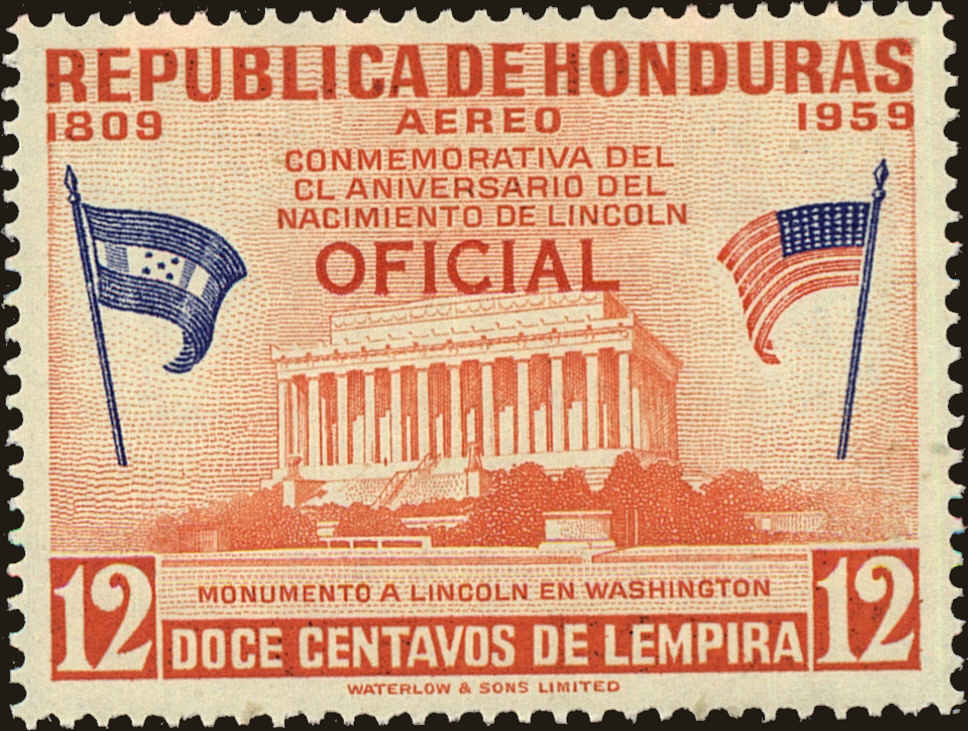 REPUBLICA DE HONDURAS
1809 AEREO 1959
CONMEMORATIVA DEL
CL ANIVERSARIO DEL
NACIMIENTO DE LINCOLN
OFICIAL
12 MONUMENTO A LINCOLN EN WASHINGTON 12
DOCE CENTAVOS DE LEMPIRA
WATERLOW & SONS LIMITED